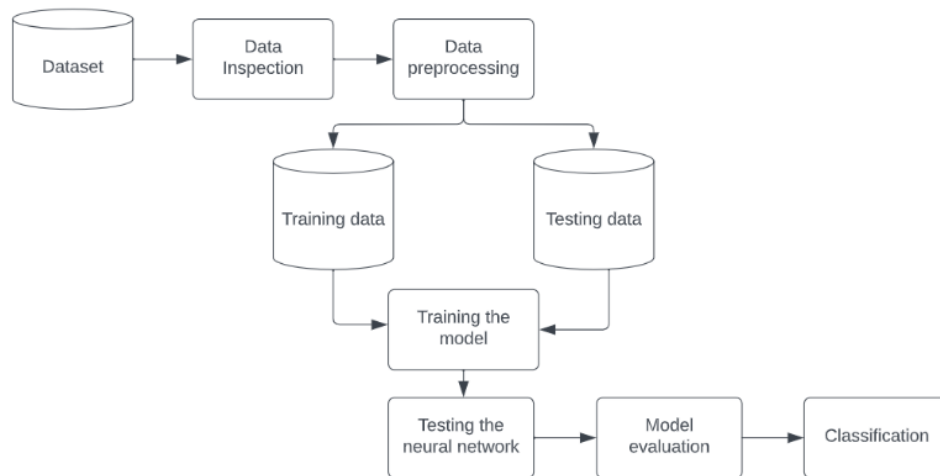 Dataset
Data
Inspection
Data
preprocessing
Training data
Testing data
Training the
model
Testing the
neural network
Model
evaluation
Classification